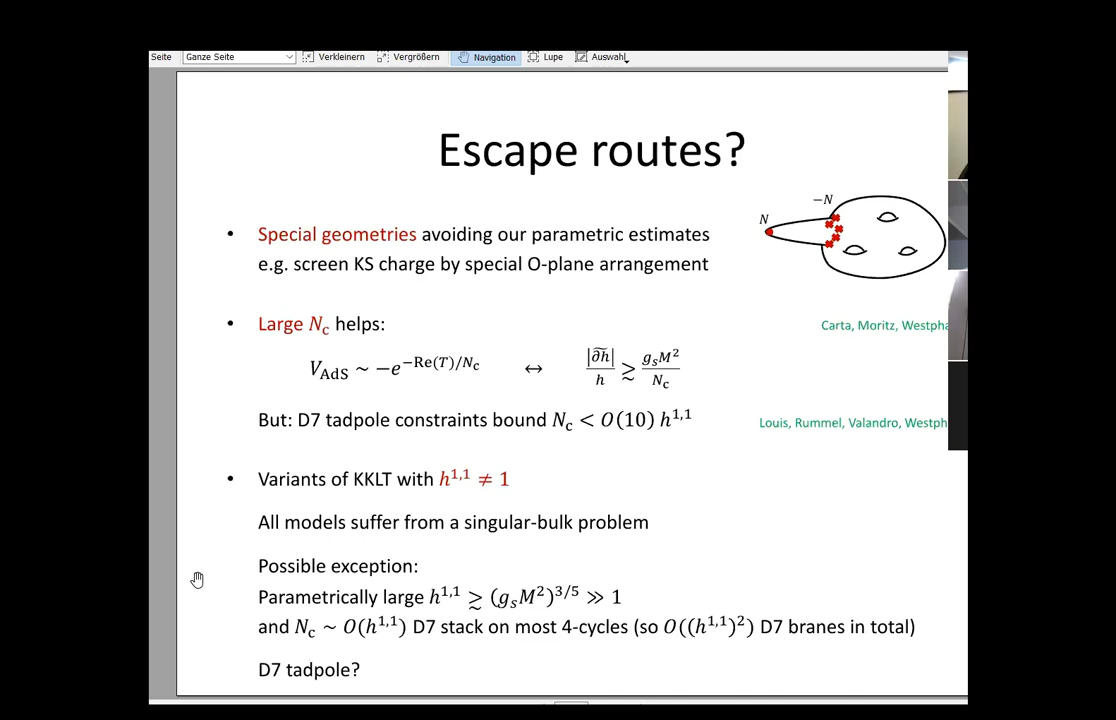 Seite Ganze Seite Verkleinern Vergrößern Navigation Lupe Auswahl
Escape routes?
• Special geometries avoiding our parametric estimates
e.g. screen KS charge by special O-plane arrangement
N
−N
• Large N_c helps:
Carta, Moritz, Westpha
V_AdS ~ −e^{−Re(T)/N_c} ↔ |∂̃h|/h ≳ g_s M²/N_c
But: D7 tadpole constraints bound N_c < O(10) h^{1,1}
Louis, Rummel, Valandro, Westph
• Variants of KKLT with h^{1,1} ≠ 1
All models suffer from a singular-bulk problem
Possible exception:
Parametrically large h^{1,1} ≳ (g_s M²)^{3/5} ≫ 1
and N_c ~ O(h^{1,1}) D7 stack on most 4-cycles (so O((h^{1,1})²) D7 branes in total)
D7 tadpole?